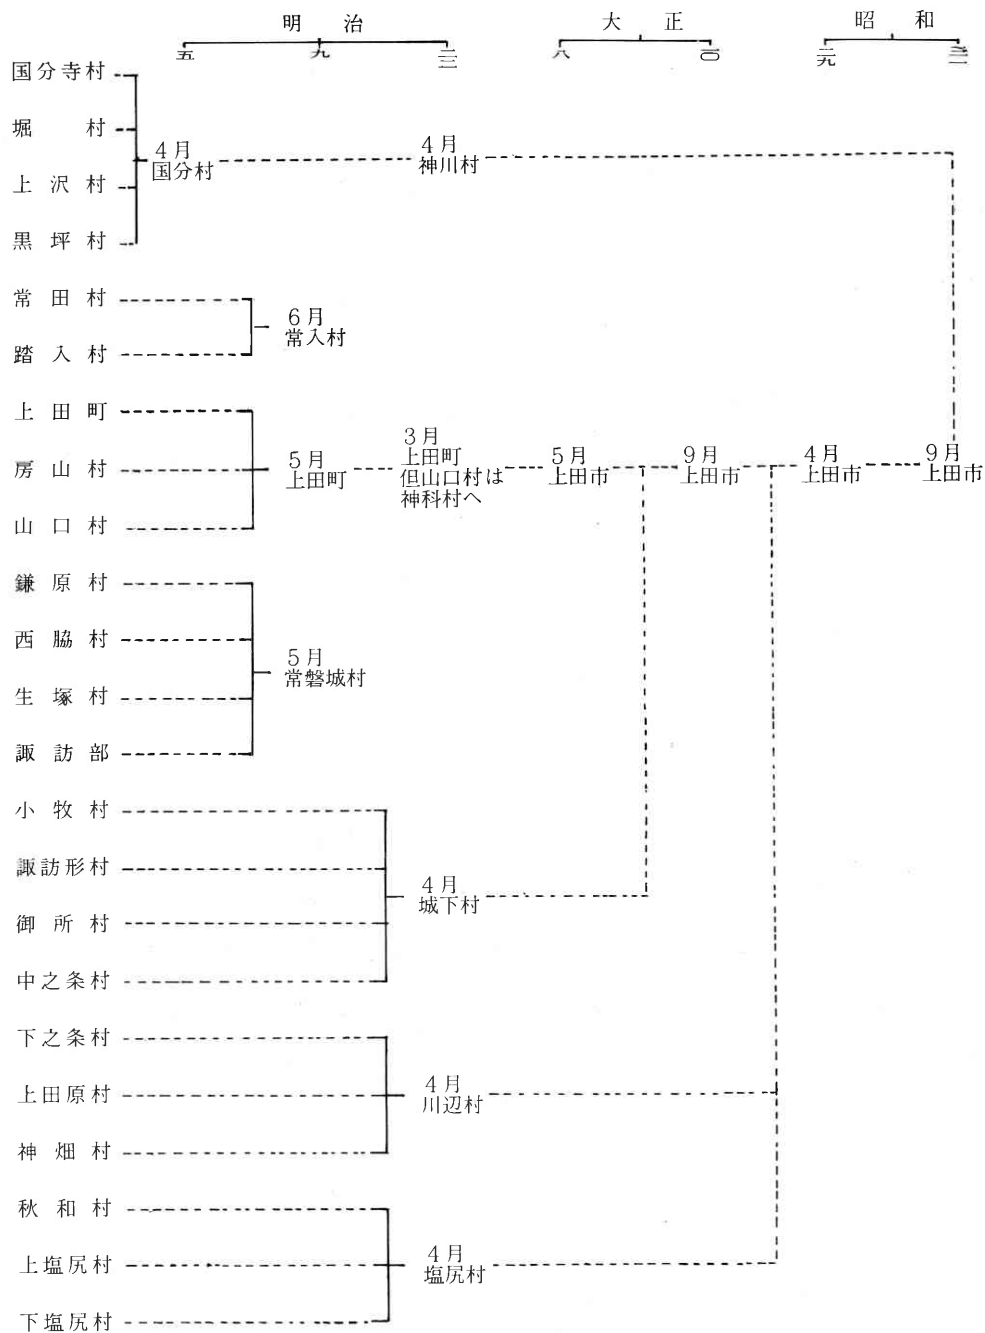 明治
大正
昭和
五
九
二二
八
一〇
二九
三一
国分寺村
堀村
上沢村
黒坪村
4月
国分村
4月
神川村
常田村
踏入村
6月
常入村
上田町
房山村
山口村
5月
上田町
3月
上田町
但山口村は
神科村へ
5月
上田市
9月
上田市
4月
上田市
9月
上田市
鎌原村
西脇村
生塚村
諏訪部
5月
常磐城村
小牧村
諏訪形村
御所村
中之条村
4月
城下村
下之条村
上田原村
神畑村
4月
川辺村
秋和村
上塩尻村
下塩尻村
4月
塩尻村